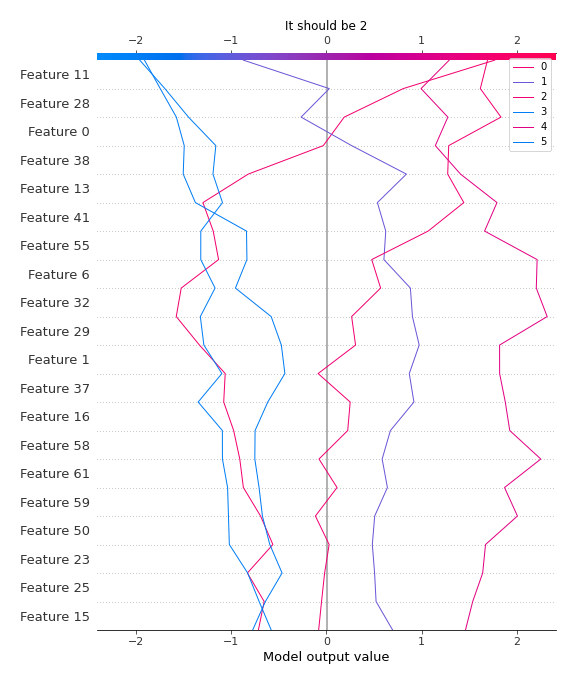 It should be 2
−2 −1 0 1 2
0
1
2
3
4
5
Feature 11
Feature 28
Feature 0
Feature 38
Feature 13
Feature 41
Feature 55
Feature 6
Feature 32
Feature 29
Feature 1
Feature 37
Feature 16
Feature 58
Feature 61
Feature 59
Feature 50
Feature 23
Feature 25
Feature 15
−2 −1 0 1 2
Model output value